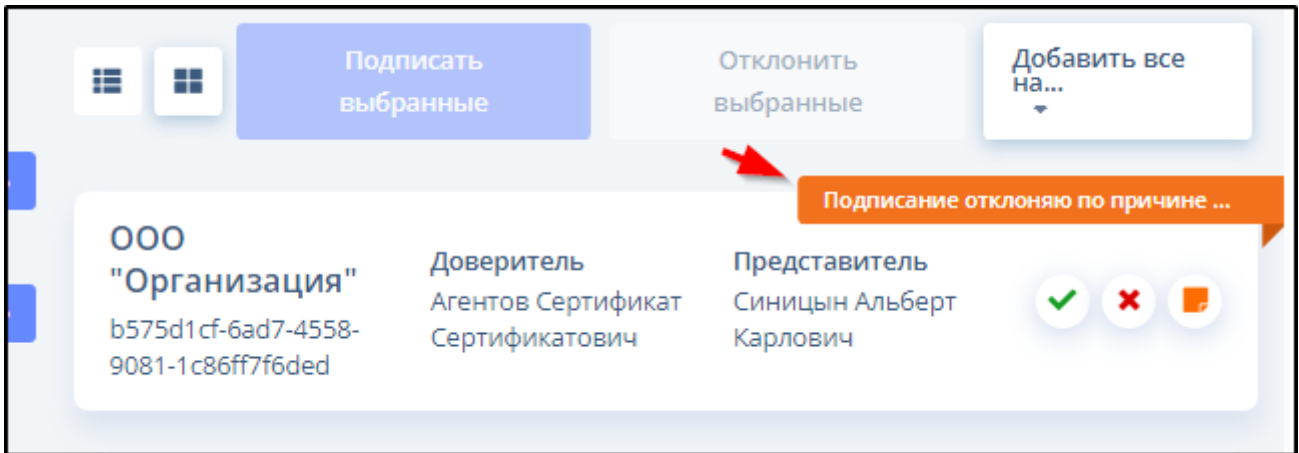 Подписать
выбранные
Отклонить
выбранные
Добавить все
на...
Подписание отклоняю по причине ...
ООО
"Организация"
b575d1cf-6ad7-4558-
9081-1c86ff7f6ded
Доверитель
Агентов Сертификат
Сертификатович
Представитель
Синицын Альберт
Карлович